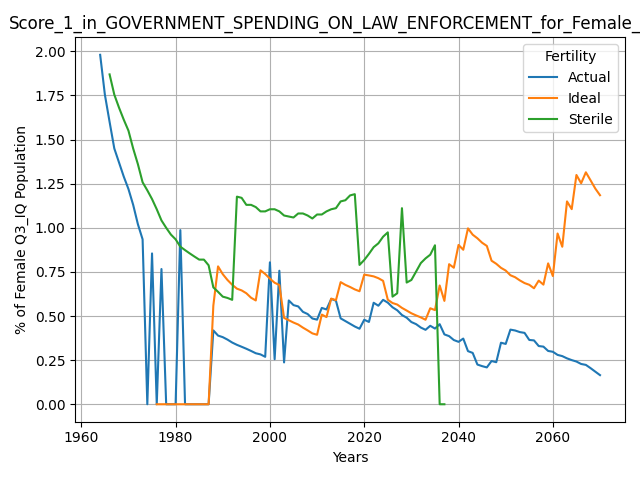 Score_1_in_GOVERNMENT_SPENDING_ON_LAW_ENFORCEMENT_for_Female_
Fertility
Actual
Ideal
Sterile
% of Female Q3_IQ Population
2.00
1.75
1.50
1.25
1.00
0.75
0.50
0.25
0.00
1960 1980 2000 2020 2040 2060
Years